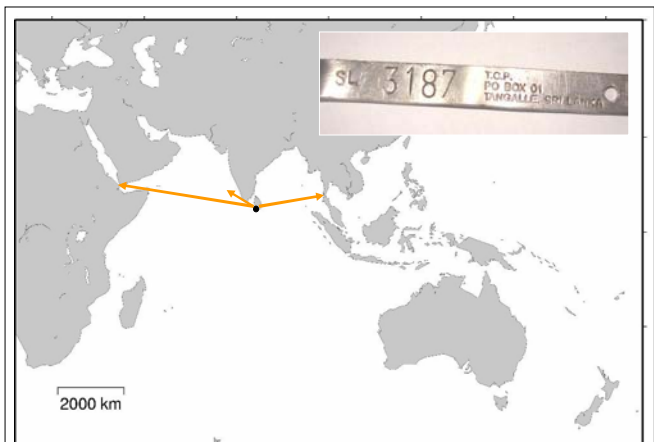 SL 3187
T.C.P.
PO BOX 01
TANGALLE SRI LANKA
2000 km